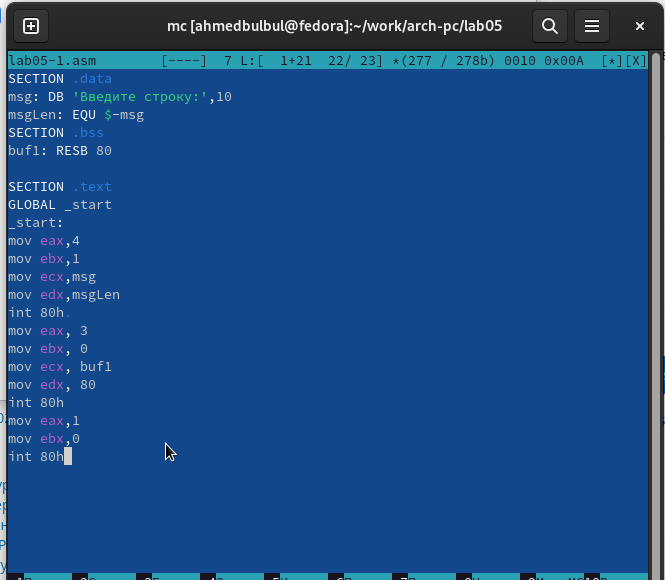 mc [ahmedbulbul@fedora]:~/work/arch-pc/lab05
lab05-1.asm [----] 7 L:[ 1+21 22/ 23] *(277 / 278b) 0010 0x00A [*][X]
SECTION .data
msg: DB 'Введите строку:',10
msgLen: EQU $-msg
SECTION .bss
buf1: RESB 80
SECTION .text
GLOBAL _start
_start:
mov eax,4
mov ebx,1
mov ecx,msg
mov edx,msgLen
int 80h
mov eax, 3
mov ebx, 0
mov ecx, buf1
mov edx, 80
int 80h
mov eax,1
mov ebx,0
int 80h